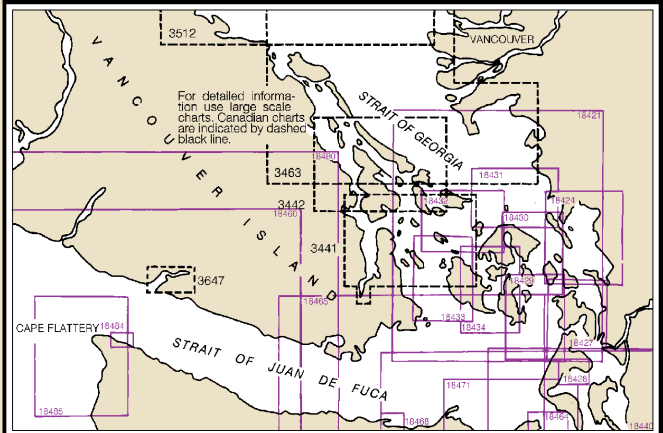 3512
VANCOUVER
For detailed informa-
tion use large scale
charts. Canadian charts
are indicated by dashed
black line.
VANCOUVER ISLAND
STRAIT OF GEORGIA
18421
18480
3463
18431
18432
18424
3442
18460
18430
3441
3647
18429
18465
18433
18434
CAPE FLATTERY
18484
STRAIT OF JUAN DE FUCA
18427
18428
18471
18485
18468
18464
18440